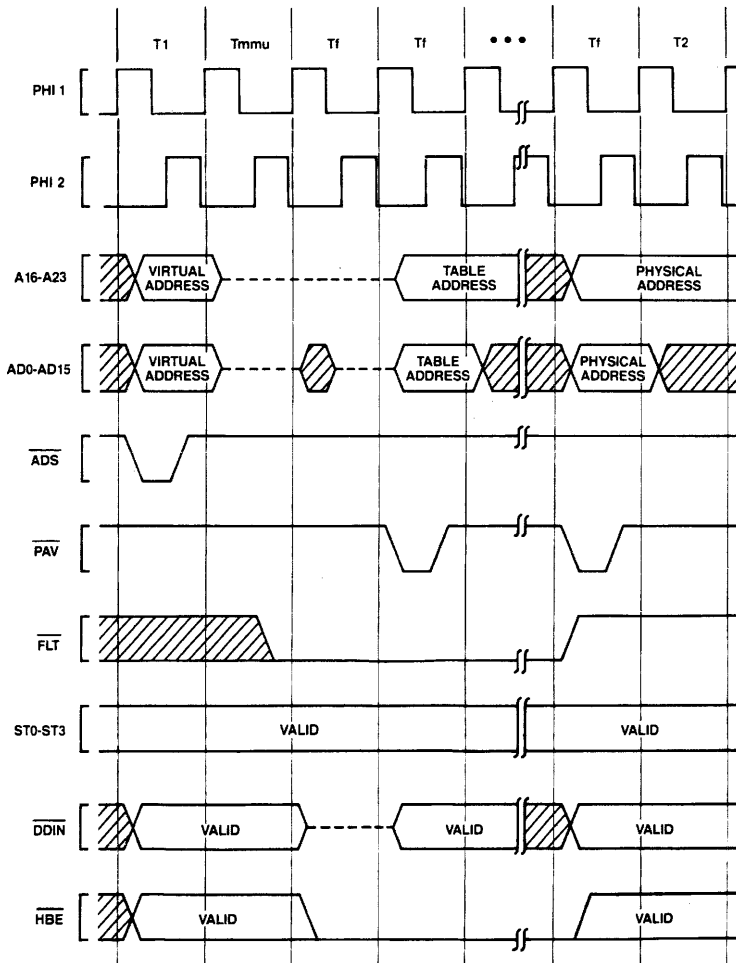 T1 Tmmu Tf Tf ••• Tf T2
PHI 1
PHI 2
A16-A23 VIRTUAL ADDRESS TABLE ADDRESS PHYSICAL ADDRESS
AD0-AD15 VIRTUAL ADDRESS TABLE ADDRESS PHYSICAL ADDRESS
ADS
PAV
FLT
ST0-ST3 VALID VALID
DDIN VALID VALID VALID
HBE VALID VALID